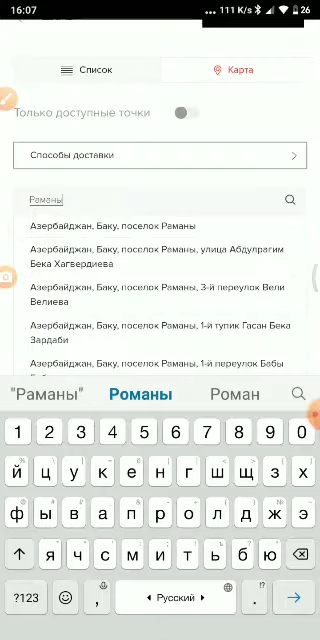 16:07 ... 111 K/s 26
Список Карта
Только доступные точки
Способы доставки
Раманы
Азербайджан, Баку, поселок Раманы
Азербайджан, Баку, поселок Раманы, улица Абдулрагим
Бека Хагвердиева
Азербайджан, Баку, поселок Раманы, 3-й переулок Вели
Велиева
Азербайджан, Баку, поселок Раманы, 1-й тупик Гасан Бека
Зардаби
Азербайджан, Баку, поселок Раманы, 1-й переулок Бабы
"Раманы" Романы Роман
1 2 3 4 5 6 7 8 9 0
й ц у к е н г ш щ з х
ф ы в а п р о л д ж э
я ч с м и т ь б ю
?123 , Русский . !?